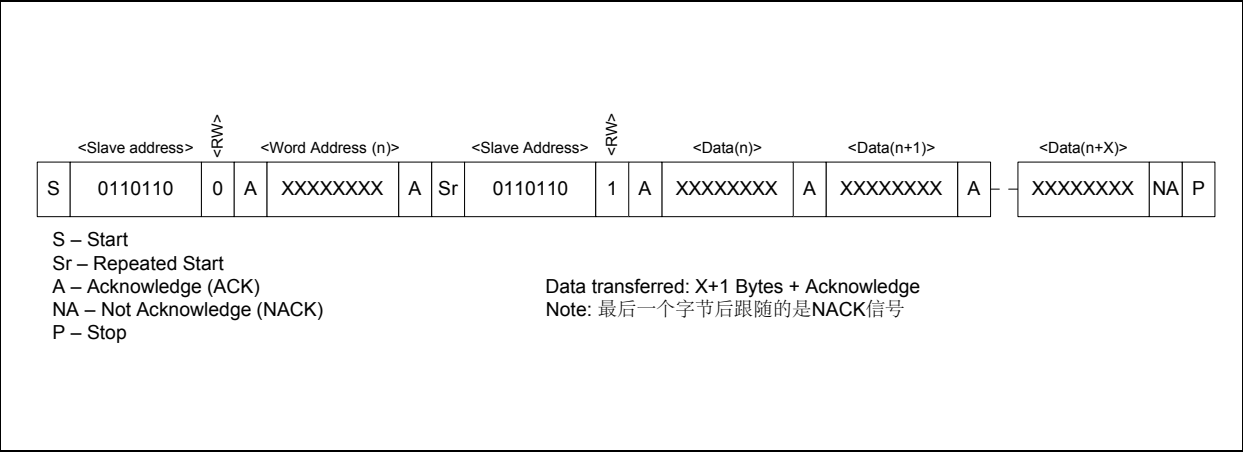 <Slave address> <RW> <Word Address (n)> <Slave Address> <RW> <Data(n)> <Data(n+1)> <Data(n+X)>
S 0110110 0 A XXXXXXXX A Sr 0110110 1 A XXXXXXXX A XXXXXXXX A XXXXXXXX NA P
S – Start
Sr – Repeated Start
A – Acknowledge (ACK)
NA – Not Acknowledge (NACK)
P – Stop
Data transferred: X+1 Bytes + Acknowledge
Note: 最后一个字节后跟随的是NACK信号